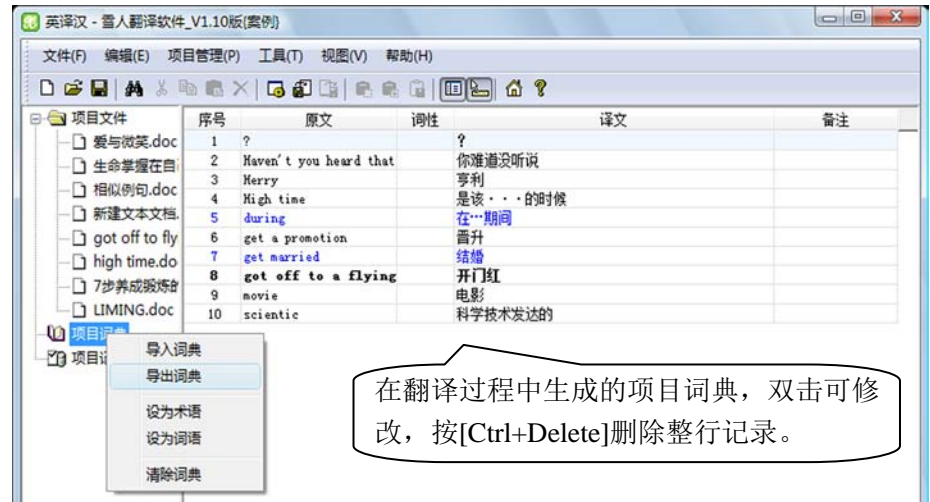 英译汉 - 雪人翻译软件_V1.10版{案例}
文件(F) 编辑(E) 项目管理(P) 工具(T) 视图(V) 帮助(H)
项目文件
爱与微笑.doc
生命掌握在自
相似例句.doc
新建文本文档.
got off to fly
high time.do
7步养成锻炼的
LIMING.doc
项目词典
项目记
序号 原文 词性 译文 备注
1 ? ?
2 Haven't you heard that 你难道没听说
3 Herry 亨利
4 High time 是该···的时候
5 during 在…期间
6 get a promotion 晋升
7 get married 结婚
8 got off to a flying 开门红
9 movie 电影
10 scientic 科学技术发达的
导入词典
导出词典
设为术语
设为词语
清除词典
在翻译过程中生成的项目词典，双击可修
改，按[Ctrl+Delete]删除整行记录。